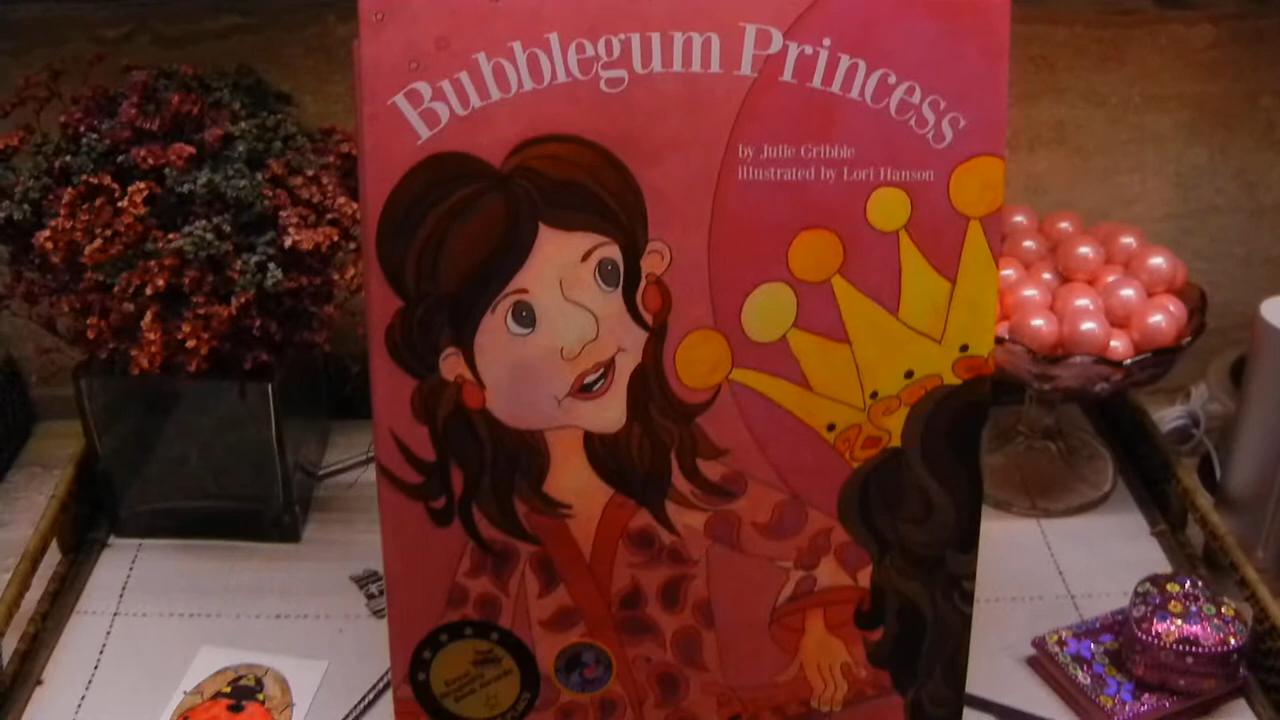 Bubblegum Princess
by Julie Gribble
illustrated by Lori Hanson